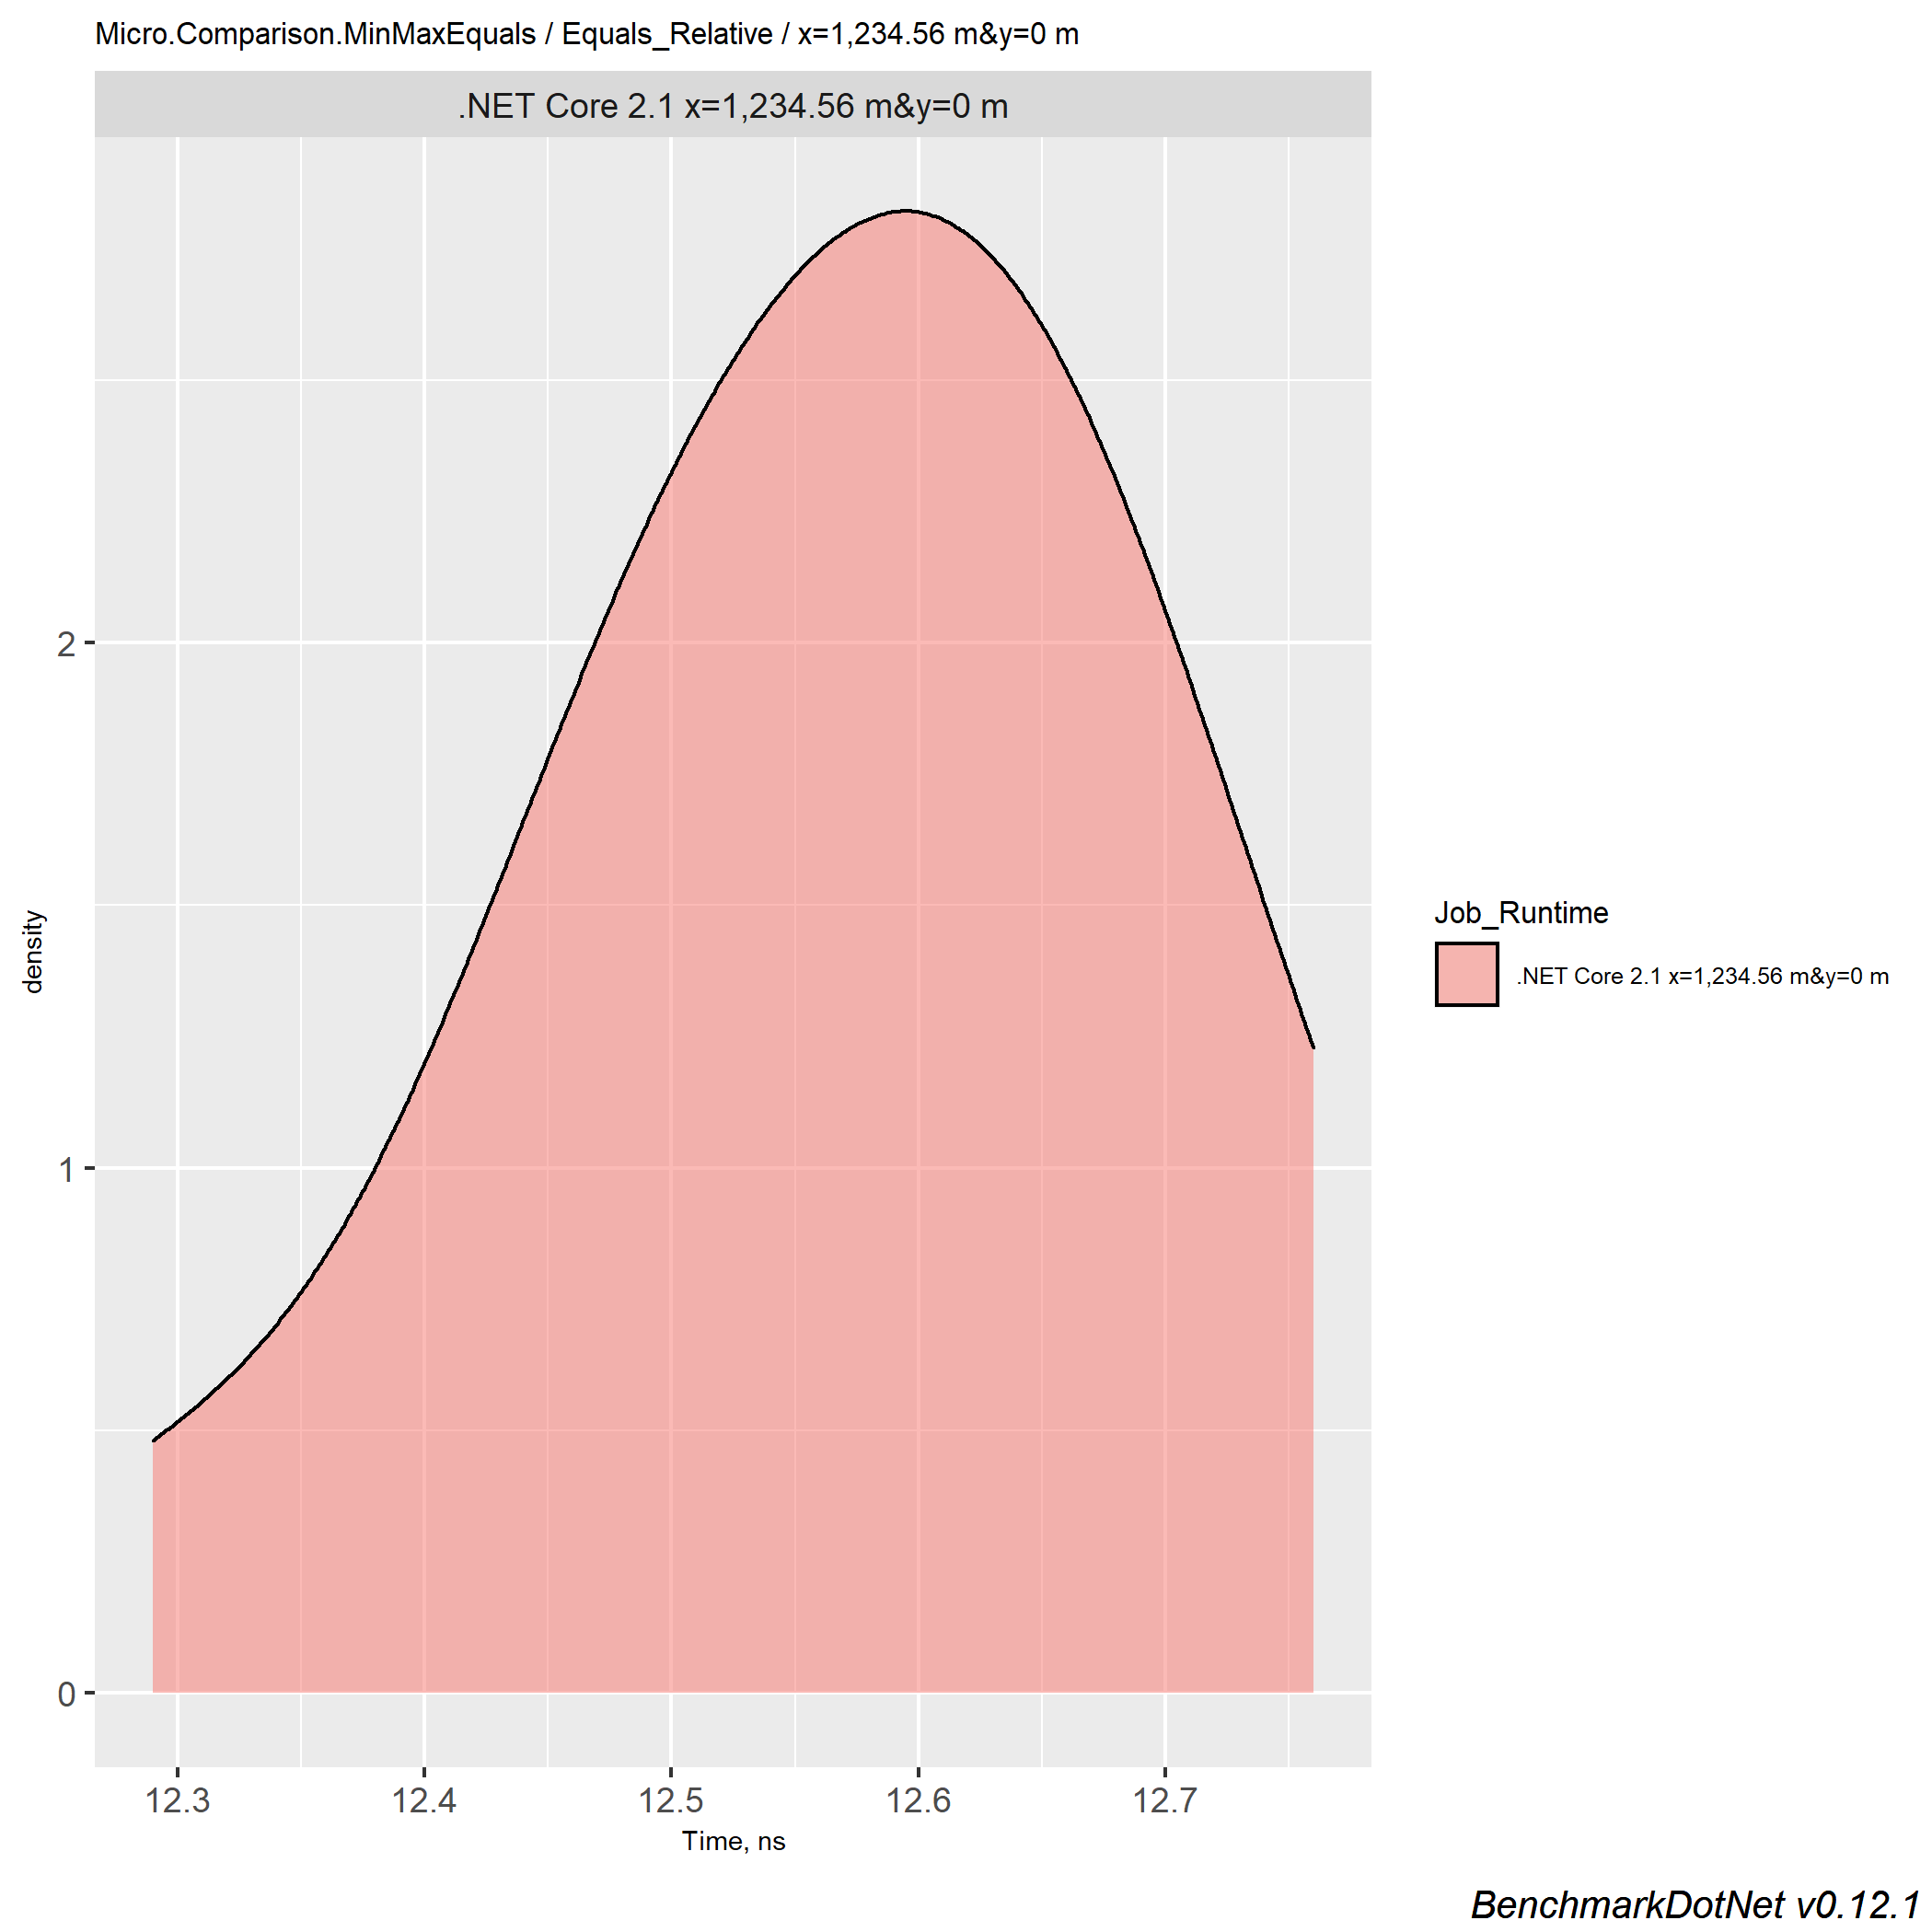 Micro.Comparison.MinMaxEquals / Equals_Relative / x=1,234.56 m&y=0 m
.NET Core 2.1 x=1,234.56 m&y=0 m
2
1
0
density
12.3 12.4 12.5 12.6 12.7
Time, ns
Job_Runtime
.NET Core 2.1 x=1,234.56 m&y=0 m
BenchmarkDotNet v0.12.1